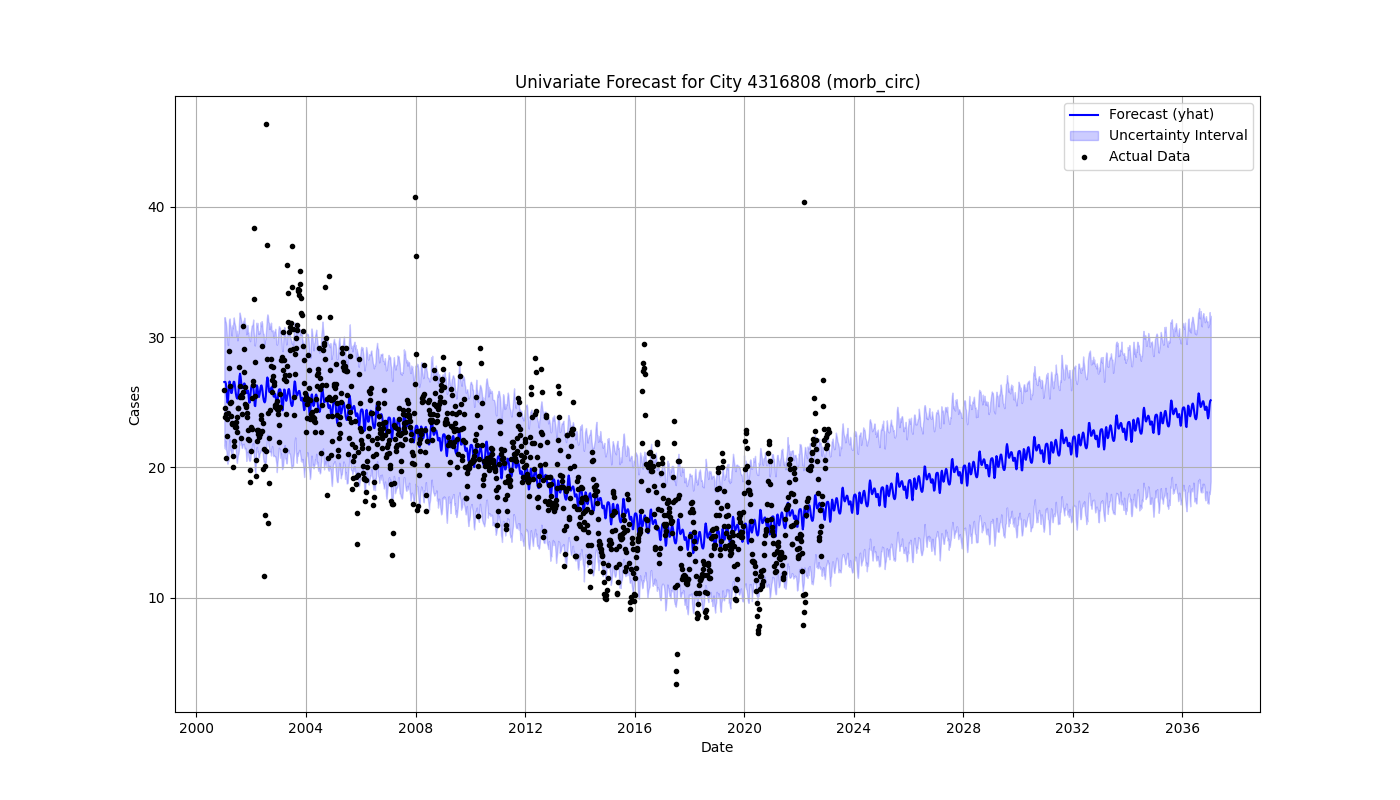 Univariate Forecast for City 4316808 (morb_circ)
Forecast (yhat)
Uncertainty Interval
Actual Data
Cases
40
30
20
10
2000 2004 2008 2012 2016 2020 2024 2028 2032 2036
Date